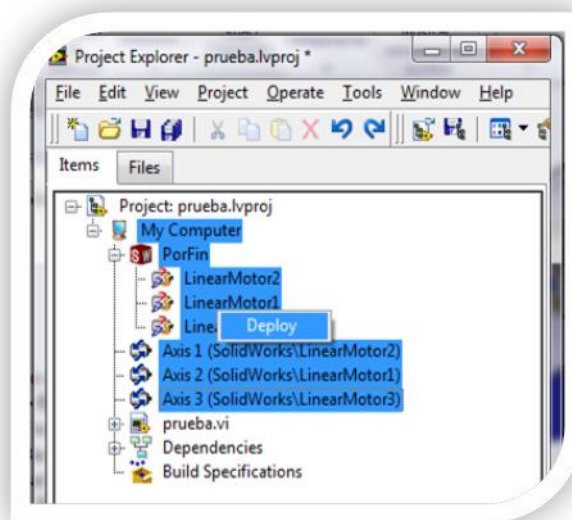 Project Explorer - prueba.lvproj *
File Edit View Project Operate Tools Window Help
Items Files
Project: prueba.lvproj
My Computer
PorFin
LinearMotor2
LinearMotor1
Deploy
Axis 1 (SolidWorks\LinearMotor2)
Axis 2 (SolidWorks\LinearMotor1)
Axis 3 (SolidWorks\LinearMotor3)
prueba.vi
Dependencies
Build Specifications